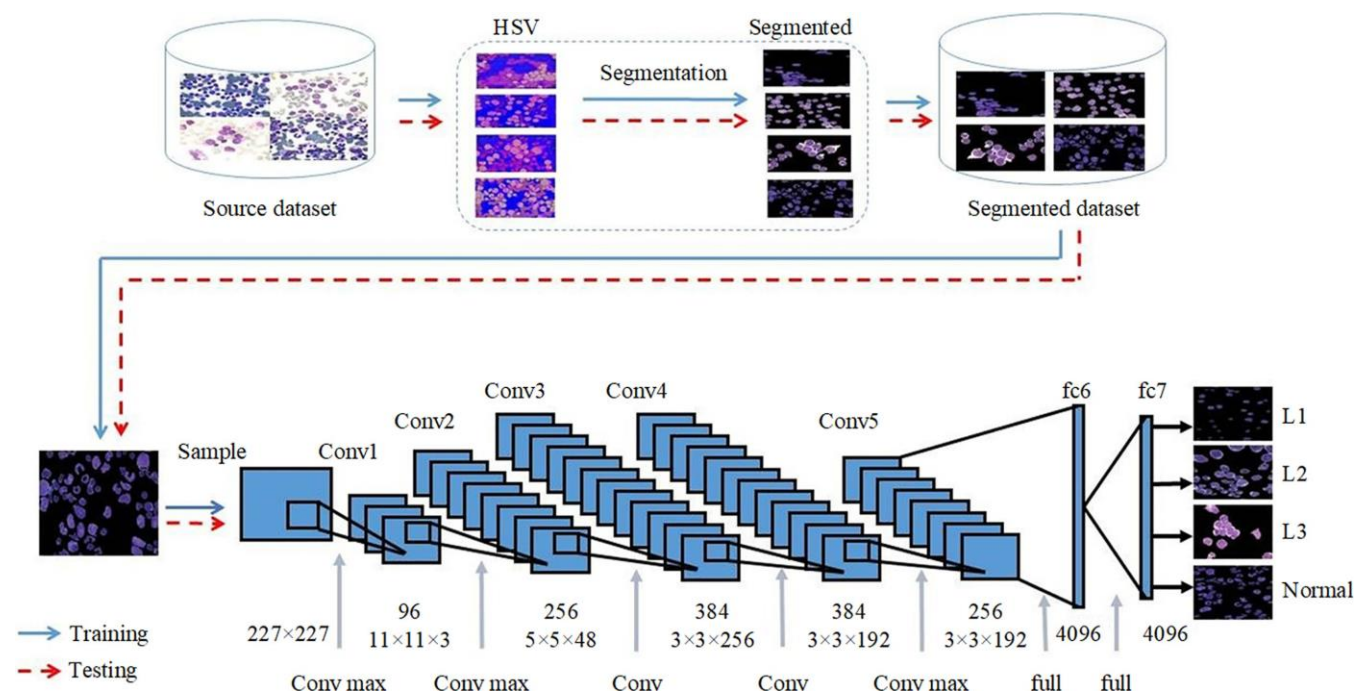 HSV
Segmented
Segmentation
Source dataset
Segmented dataset
Conv3
Conv4
fc6
fc7
Conv2
Conv5
L1
Sample
Conv1
L2
L3
Normal
96
256
384
384
256
227×227
11×11×3
5×5×48
3×3×256
3×3×192
3×3×192
4096
4096
Training
Testing
Conv max
Conv max
Conv
Conv
Conv max
full
full